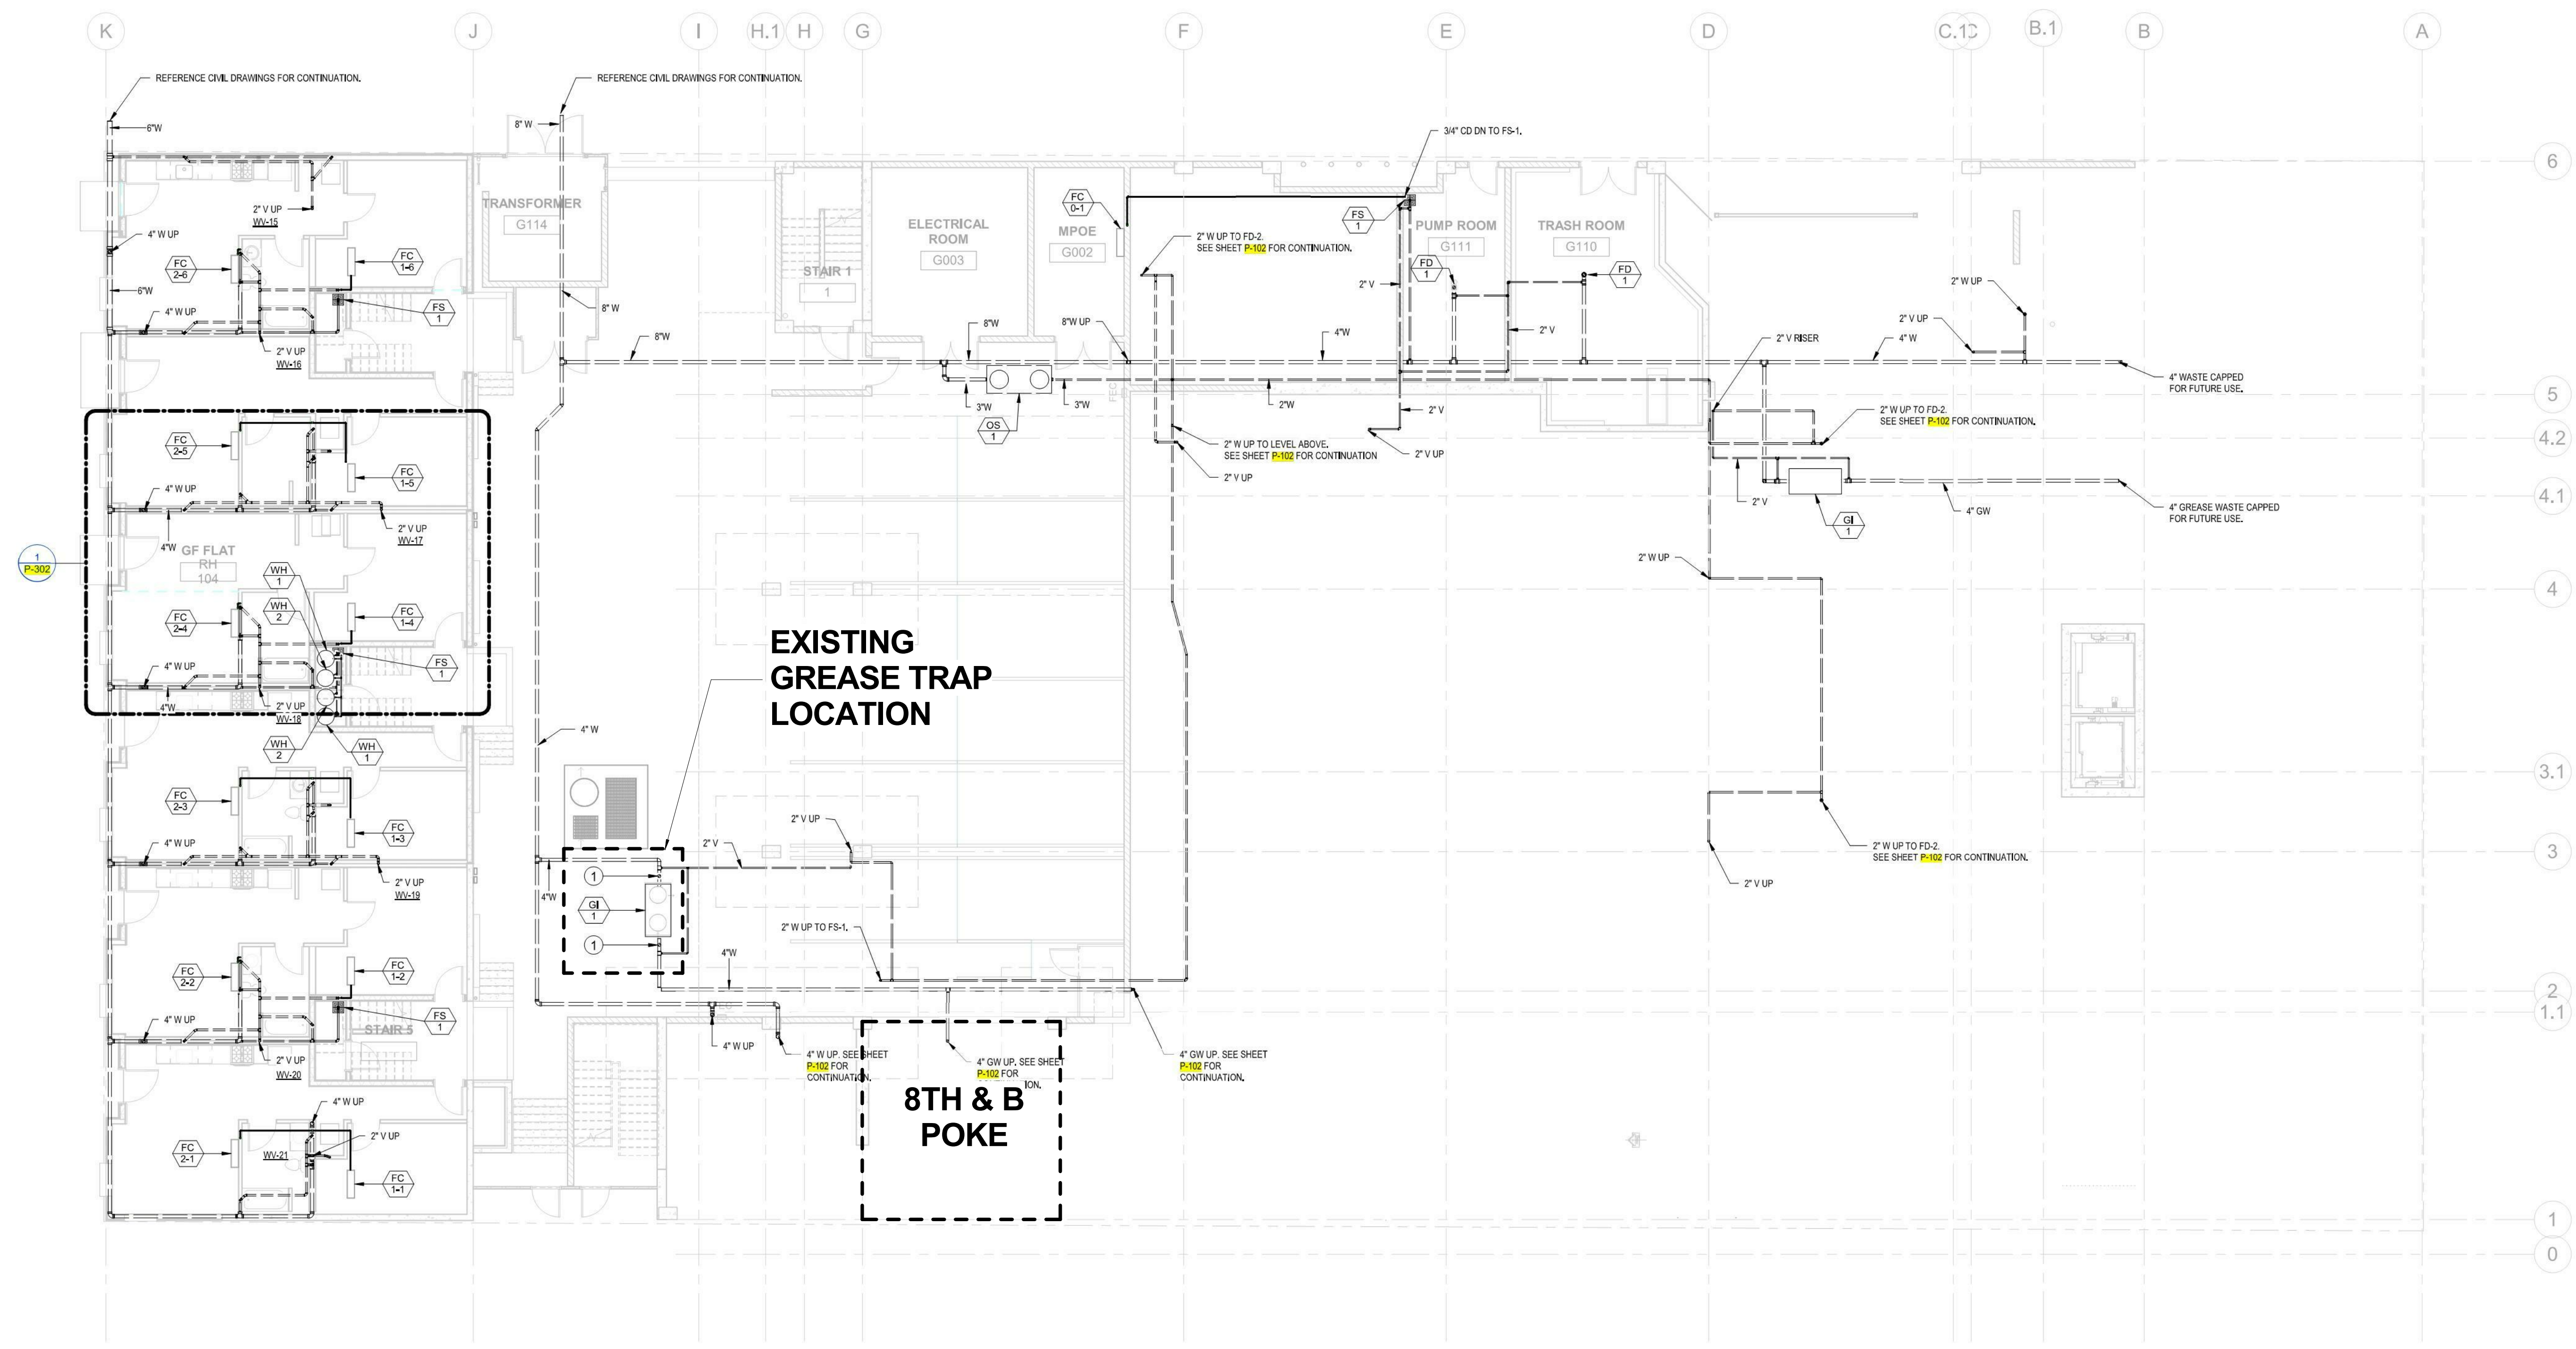 K
J
I
H.1
H
G
F
E
D
C.1
C
B.1
B
A
REFERENCE CIVIL DRAWINGS FOR CONTINUATION.
REFERENCE CIVIL DRAWINGS FOR CONTINUATION.
6"W
8" W
3/4" CD DN TO FS-1.
6
TRANSFORMER
G114
ELECTRICAL
ROOM
G003
FC
0-1
MPOE
G002
FS
1
PUMP ROOM
G111
TRASH ROOM
G110
2" V UP
WV-15
4" W UP
FC
2-6
FC
1-6
STAIR 1
1
2" W UP TO FD-2.
SEE SHEET P-102 FOR CONTINUATION.
FD
1
FD
1
2" V
2" W UP
6"W
4" W UP
FS
1
8" W
8"W
8"W
8"W UP
4"W
2" V
2" V UP
4" W
2" V RISER
2" V UP
WV-16
3"W
3"W
FEC
2"W
4" WASTE CAPPED
FOR FUTURE USE.
5
OS
1
2" V
2" W UP TO FD-2.
SEE SHEET P-102 FOR CONTINUATION.
4.2
FC
2-5
FC
1-5
2" W UP TO LEVEL ABOVE.
SEE SHEET P-102 FOR CONTINUATION
2" V UP
2" V UP
4" W UP
2" V
4" GW
GI
1
4.1
4" GREASE WASTE CAPPED
FOR FUTURE USE.
2" V UP
WV-17
4"W
GF FLAT
RH
104
1
P-302
WH
1
WH
2
2" W UP
4
FC
2-4
FC
1-4
EXISTING
GREASE TRAP
LOCATION
4" W UP
FS
1
4"W
2" V UP
WV-18
4" W
WH
2
WH
1
3.1
FC
2-3
FC
1-3
2" V UP
2" V
4" W UP
2" W UP TO FD-2.
SEE SHEET P-102 FOR CONTINUATION.
3
2" V UP
WV-19
4"W
1
GI
1
1
2" V UP
2" W UP TO FS-1.
4"W
FC
2-2
FC
1-2
2
1.1
4" W UP
FS
1
STAIR 5
4" W UP
2" V UP
WV-20
4" W UP. SEE SHEET
P-102 FOR
CONTINUATION.
4" GW UP. SEE SHEET
P-102 FOR
ION.
4" GW UP. SEE SHEET
P-102 FOR
CONTINUATION.
8TH & B
POKE
4" W UP
2" V UP
WV-21
FC
2-1
FC
1-1
1
0